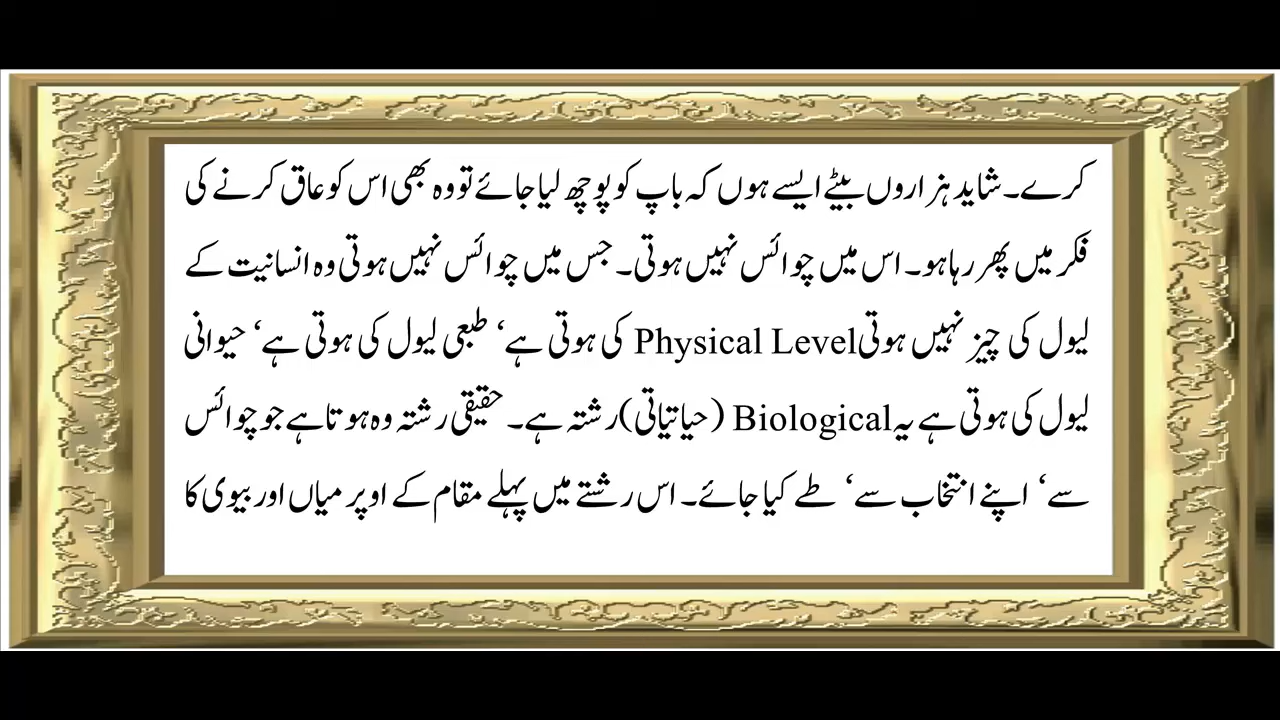 کرے۔ شاید ہزاروں بیٹے ایسے ہوں کہ باپ کو پوچھ لیا جائے تو وہ بھی اس کو عاق کرنے کی
فکر میں پھر رہا ہو۔ اس میں چوائس نہیں ہوتی۔ جس میں چوائس نہیں ہوتی وہ انسانیت کے
لیول کی چیز نہیں ہوتی Physical Level کی ہوتی ہے‘ طبعی لیول کی ہوتی ہے‘ حیوانی
لیول کی ہوتی ہے یہ Biological (حیاتیاتی) رشتہ ہے۔ حقیقی رشتہ وہ ہوتا ہے جو چوائس
سے‘ اپنے انتخاب سے‘ طے کیا جائے۔ اس رشتے میں پہلے مقام کے اوپر میاں اور بیوی کا